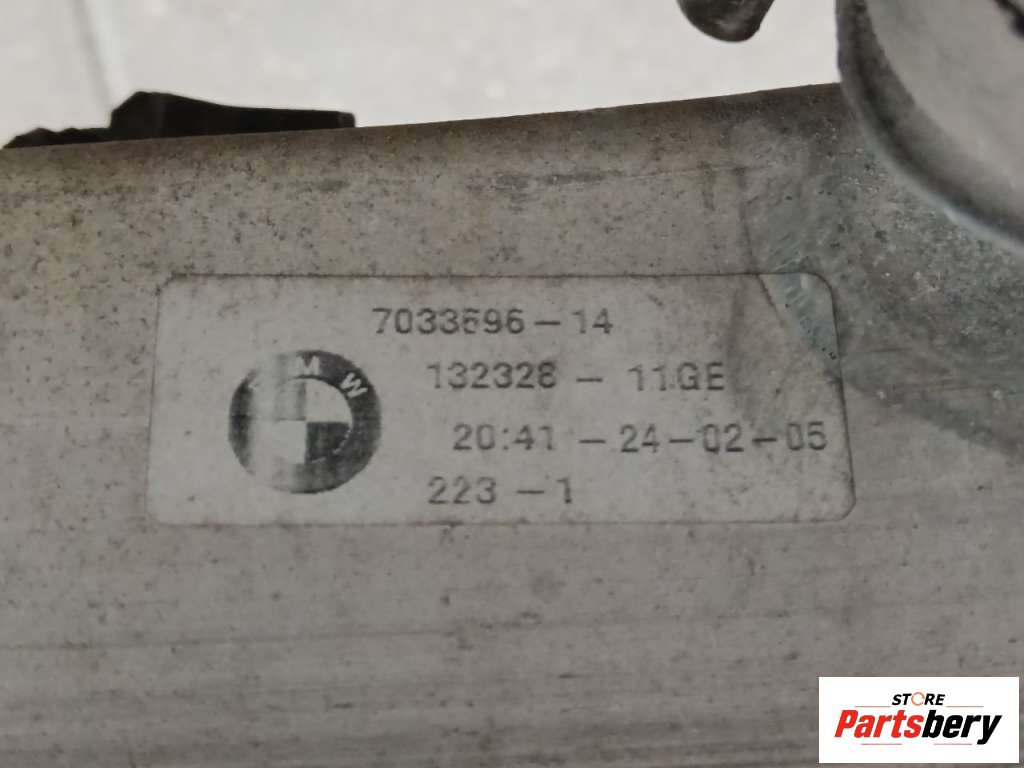 7033696-14
132328 - 11GE
20:41 - 24-02-05
223 - 1
BMW
STORE
Partsbery